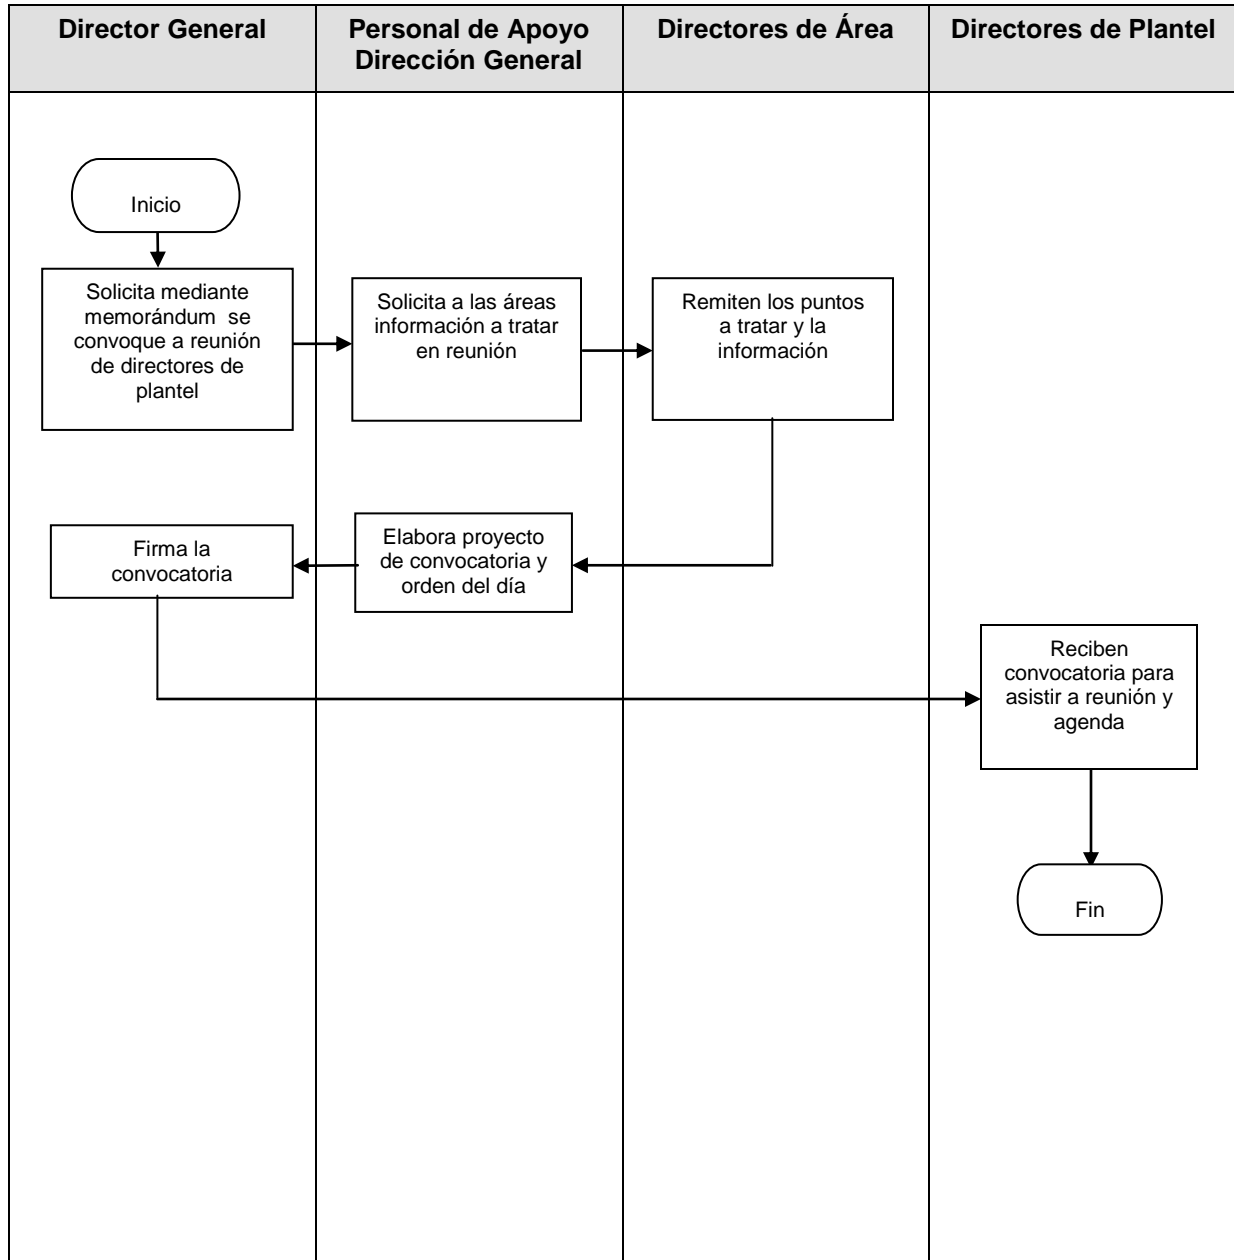 Director General
Personal de Apoyo
Dirección General
Directores de Área
Directores de Plantel
Inicio
Solicita mediante
memorándum se
convoque a reunión
de directores de
plantel
Solicita a las áreas
información a tratar
en reunión
Remiten los puntos
a tratar y la
información
Elabora proyecto
de convocatoria y
orden del día
Firma la
convocatoria
Reciben
convocatoria para
asistir a reunión y
agenda
Fin